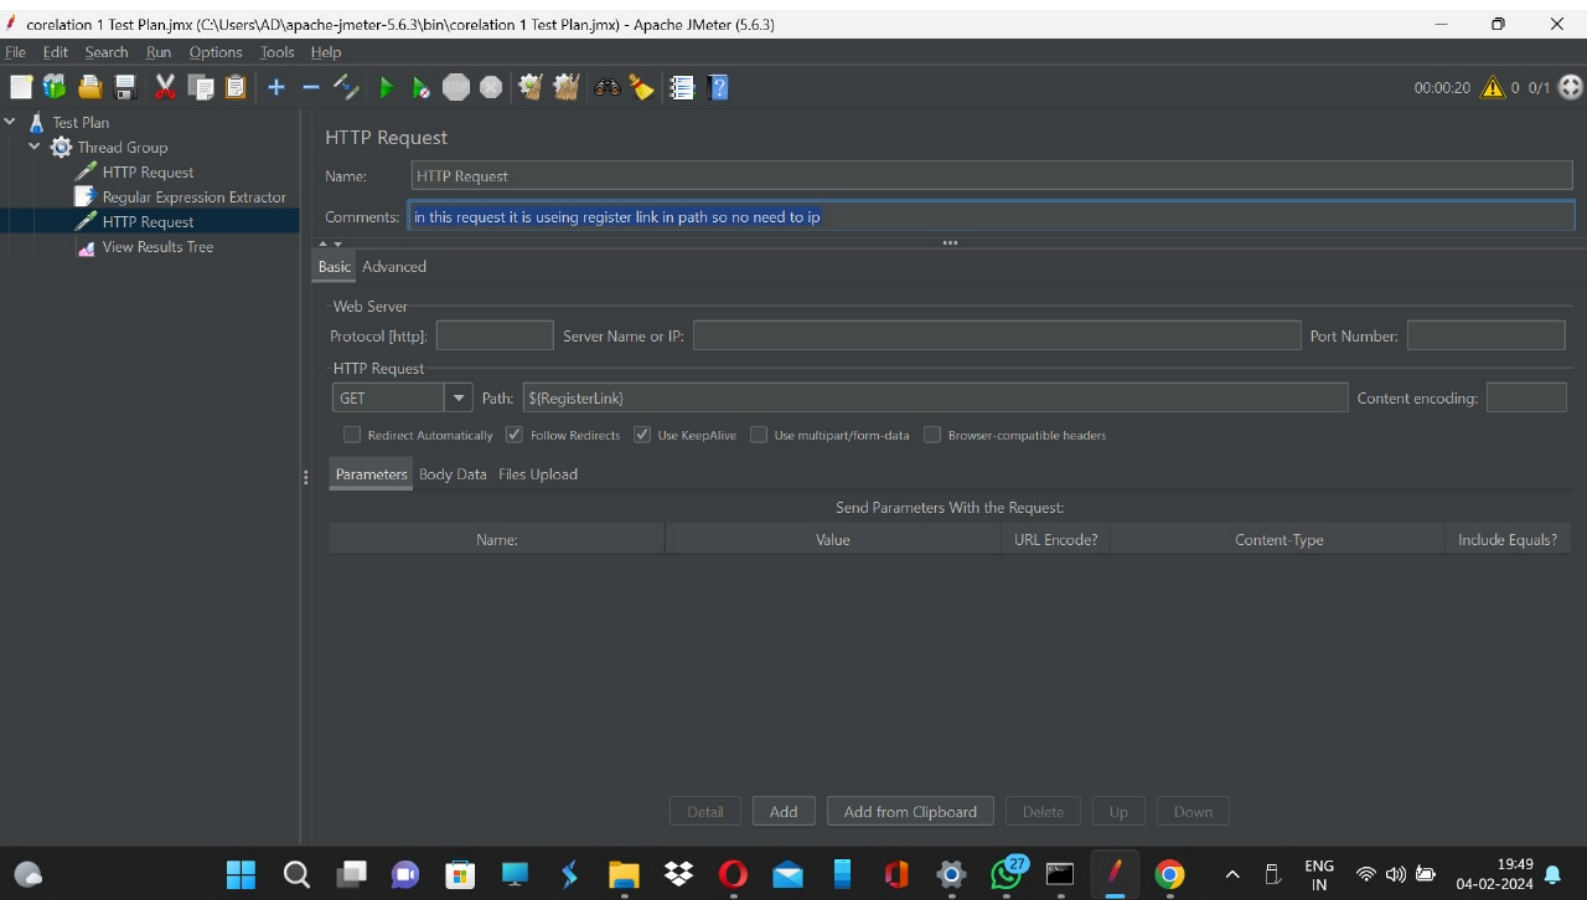 corelation 1 Test Plan.jmx (C:\Users\AD\apache-jmeter-5.6.3\bin\corelation 1 Test Plan.jmx) - Apache JMeter (5.6.3)
File Edit Search Run Options Tools Help
STOP
00:00:20 0 0/1
Test Plan
Thread Group
HTTP Request
Regular Expression Extractor
HTTP Request
View Results Tree
HTTP Request
Name: HTTP Request
Comments: in this request it is useing register link in path so no need to ip
Basic Advanced
Web Server
Protocol [http]: Server Name or IP: Port Number:
HTTP Request
GET Path: ${RegisterLink} Content encoding:
Redirect Automatically Follow Redirects Use KeepAlive Use multipart/form-data Browser-compatible headers
Parameters Body Data Files Upload
Send Parameters With the Request:
Name: Value URL Encode? Content-Type Include Equals?
Detail Add Add from Clipboard Delete Up Down
27
ENG
IN
19:49
04-02-2024